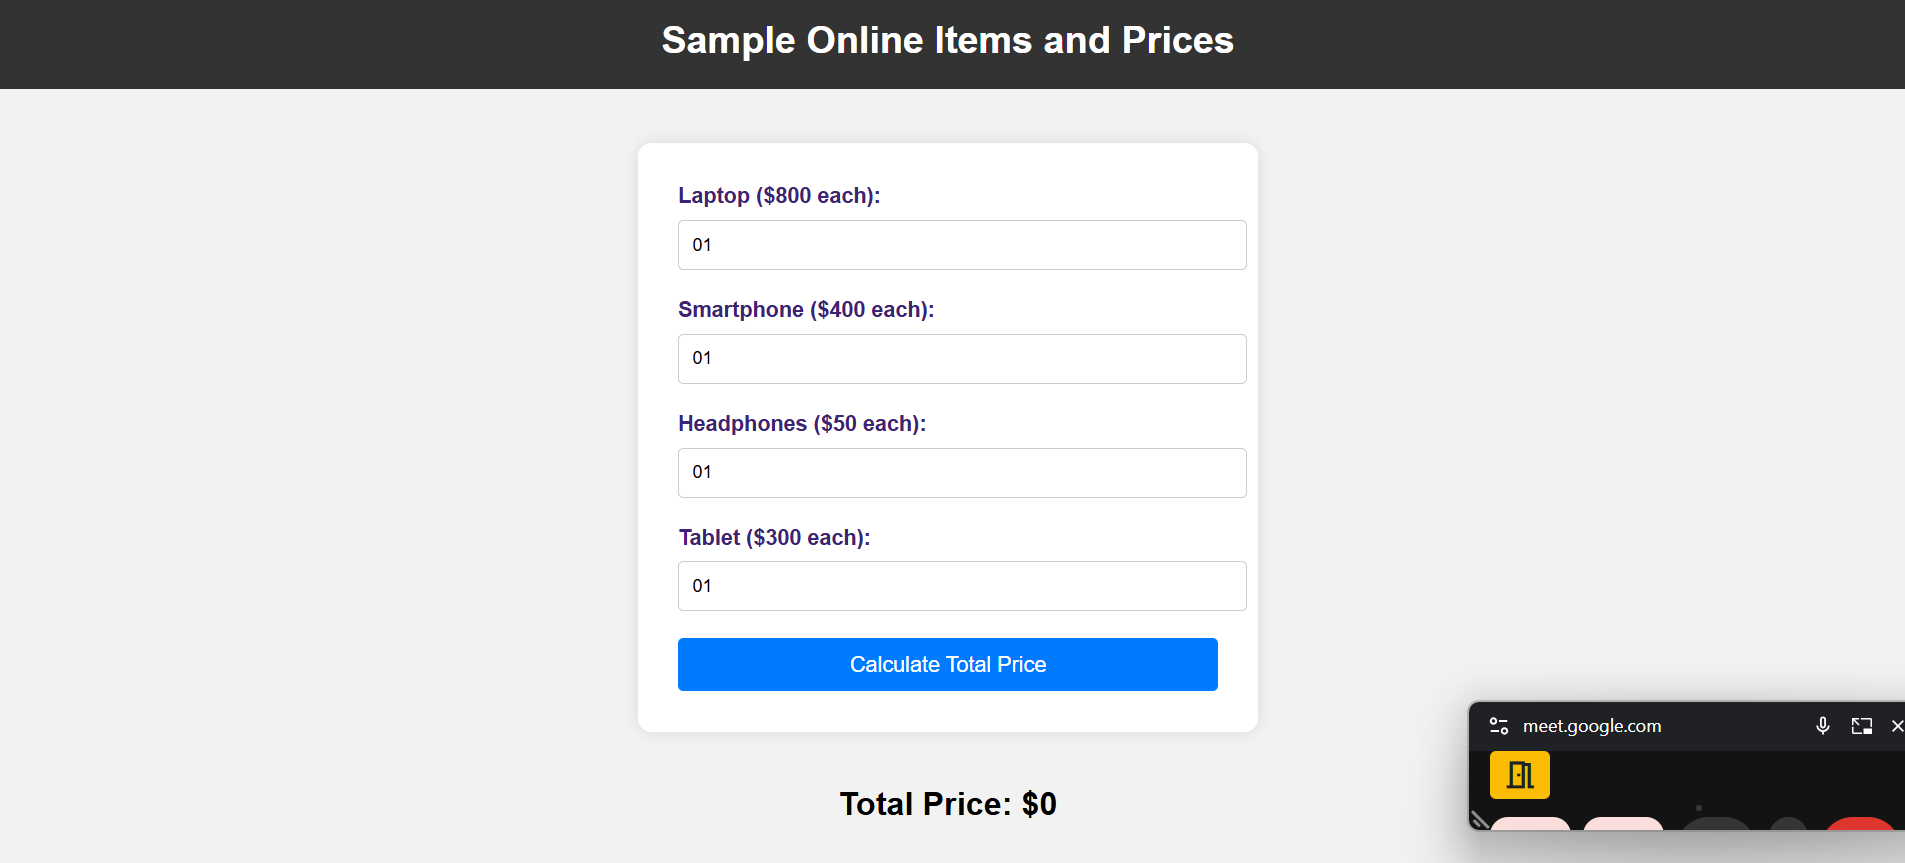 Sample Online Items and Prices
Laptop ($800 each):
01
Smartphone ($400 each):
01
Headphones ($50 each):
01
Tablet ($300 each):
01
Calculate Total Price
Total Price: $0
meet.google.com